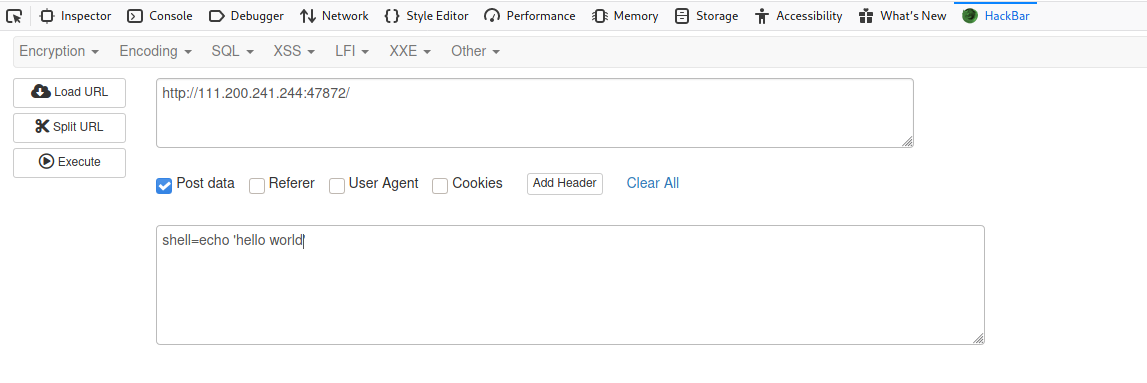 Inspector Console Debugger Network Style Editor Performance Memory Storage Accessibility What's New HackBar
Encryption Encoding SQL XSS LFI XXE Other
Load URL
http://111.200.241.244:47872/
Split URL
Execute
Post data Referer User Agent Cookies Add Header Clear All
shell=echo 'hello world'